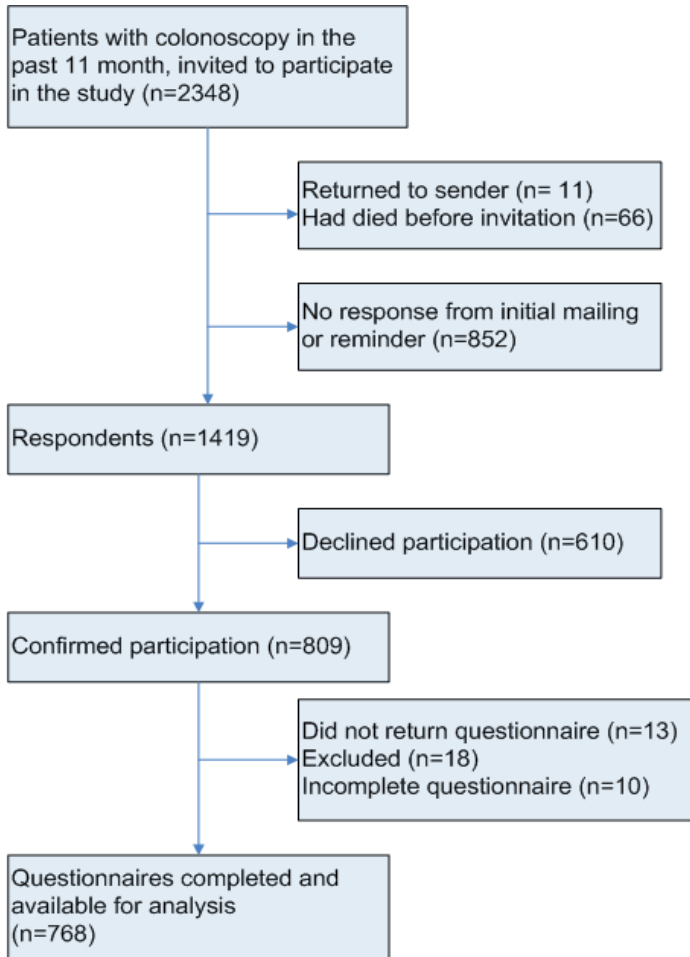 Patients with colonoscopy in the
past 11 month, invited to participate
in the study (n=2348)
Returned to sender (n= 11)
Had died before invitation (n=66)
No response from initial mailing
or reminder (n=852)
Respondents (n=1419)
Declined participation (n=610)
Confirmed participation (n=809)
Did not return questionnaire (n=13)
Excluded (n=18)
Incomplete questionnaire (n=10)
Questionnaires completed and
available for analysis
(n=768)